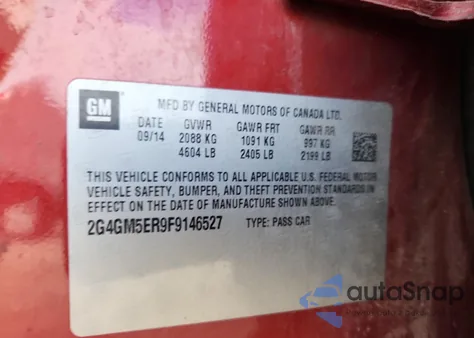 GM
MFD BY GENERAL MOTORS OF CANADA LTD.
DATE GVWR GAWR FRT GAWR RR
09/14 2088 KG 1091 KG 997 KG
4604 LB 2405 LB 2199 LB
THIS VEHICLE CONFORMS TO ALL APPLICABLE U.S. FEDERAL MOTOR
VEHICLE SAFETY, BUMPER, AND THEFT PREVENTION STANDARDS IN
EFFECT ON THE DATE OF MANUFACTURE SHOWN ABOVE.
2G4GM5ER9F9146527 TYPE: PASS CAR
autaSnap